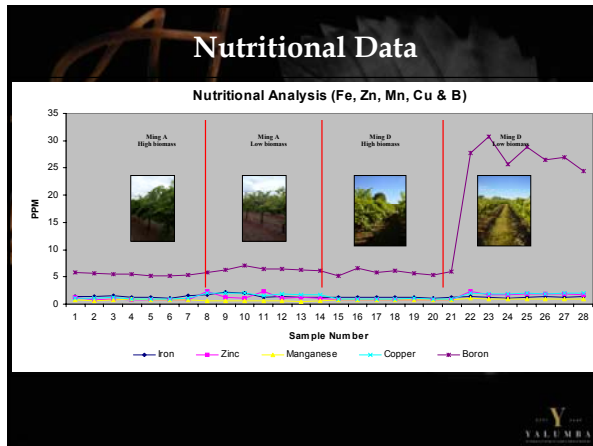 Nutritional Data
Nutritional Analysis (Fe, Zn, Mn, Cu & B)
35
30
25
20
15
10
5
0
PPM
Ming A
High biomass
Ming A
Low biomass
Ming D
High biomass
Ming D
Low biomass
1 2 3 4 5 6 7 8 9 10 11 12 13 14 15 16 17 18 19 20 21 22 23 24 25 26 27 28
Sample Number
Iron Zinc Manganese Copper Boron
Y
YALUMBA